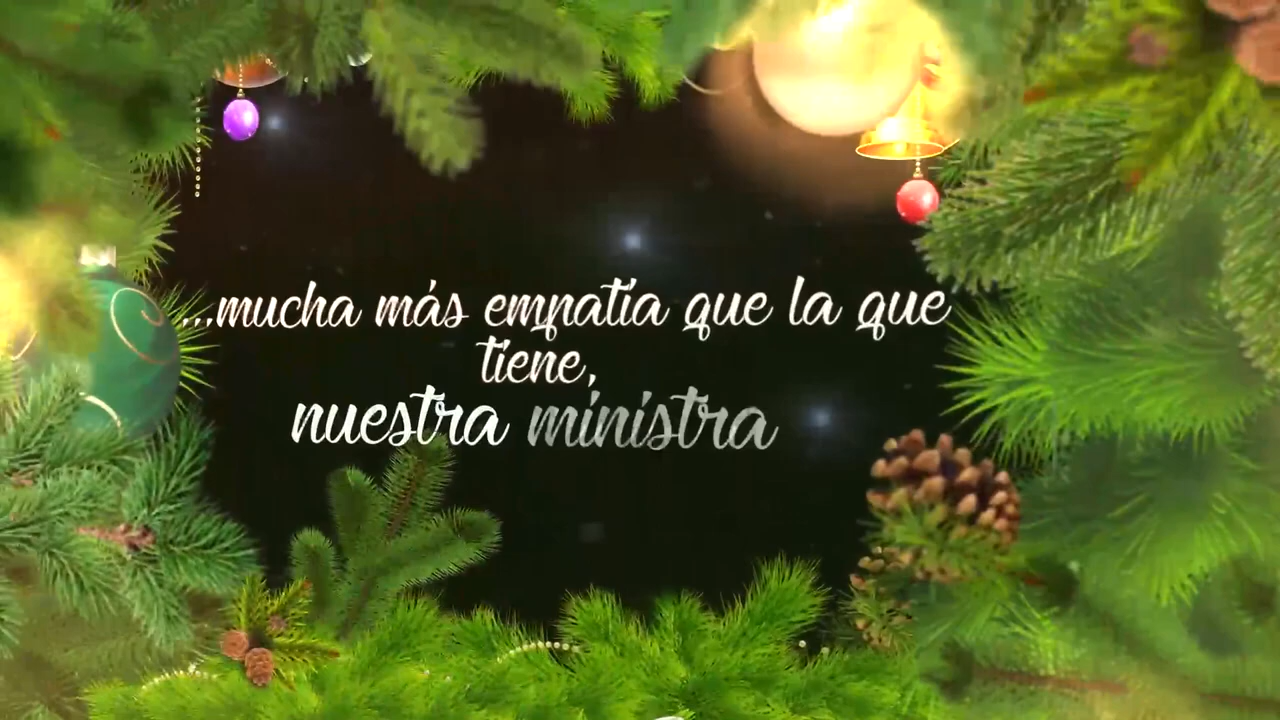 ...mucha más empatía que la que
tiene,
nuestra ministra